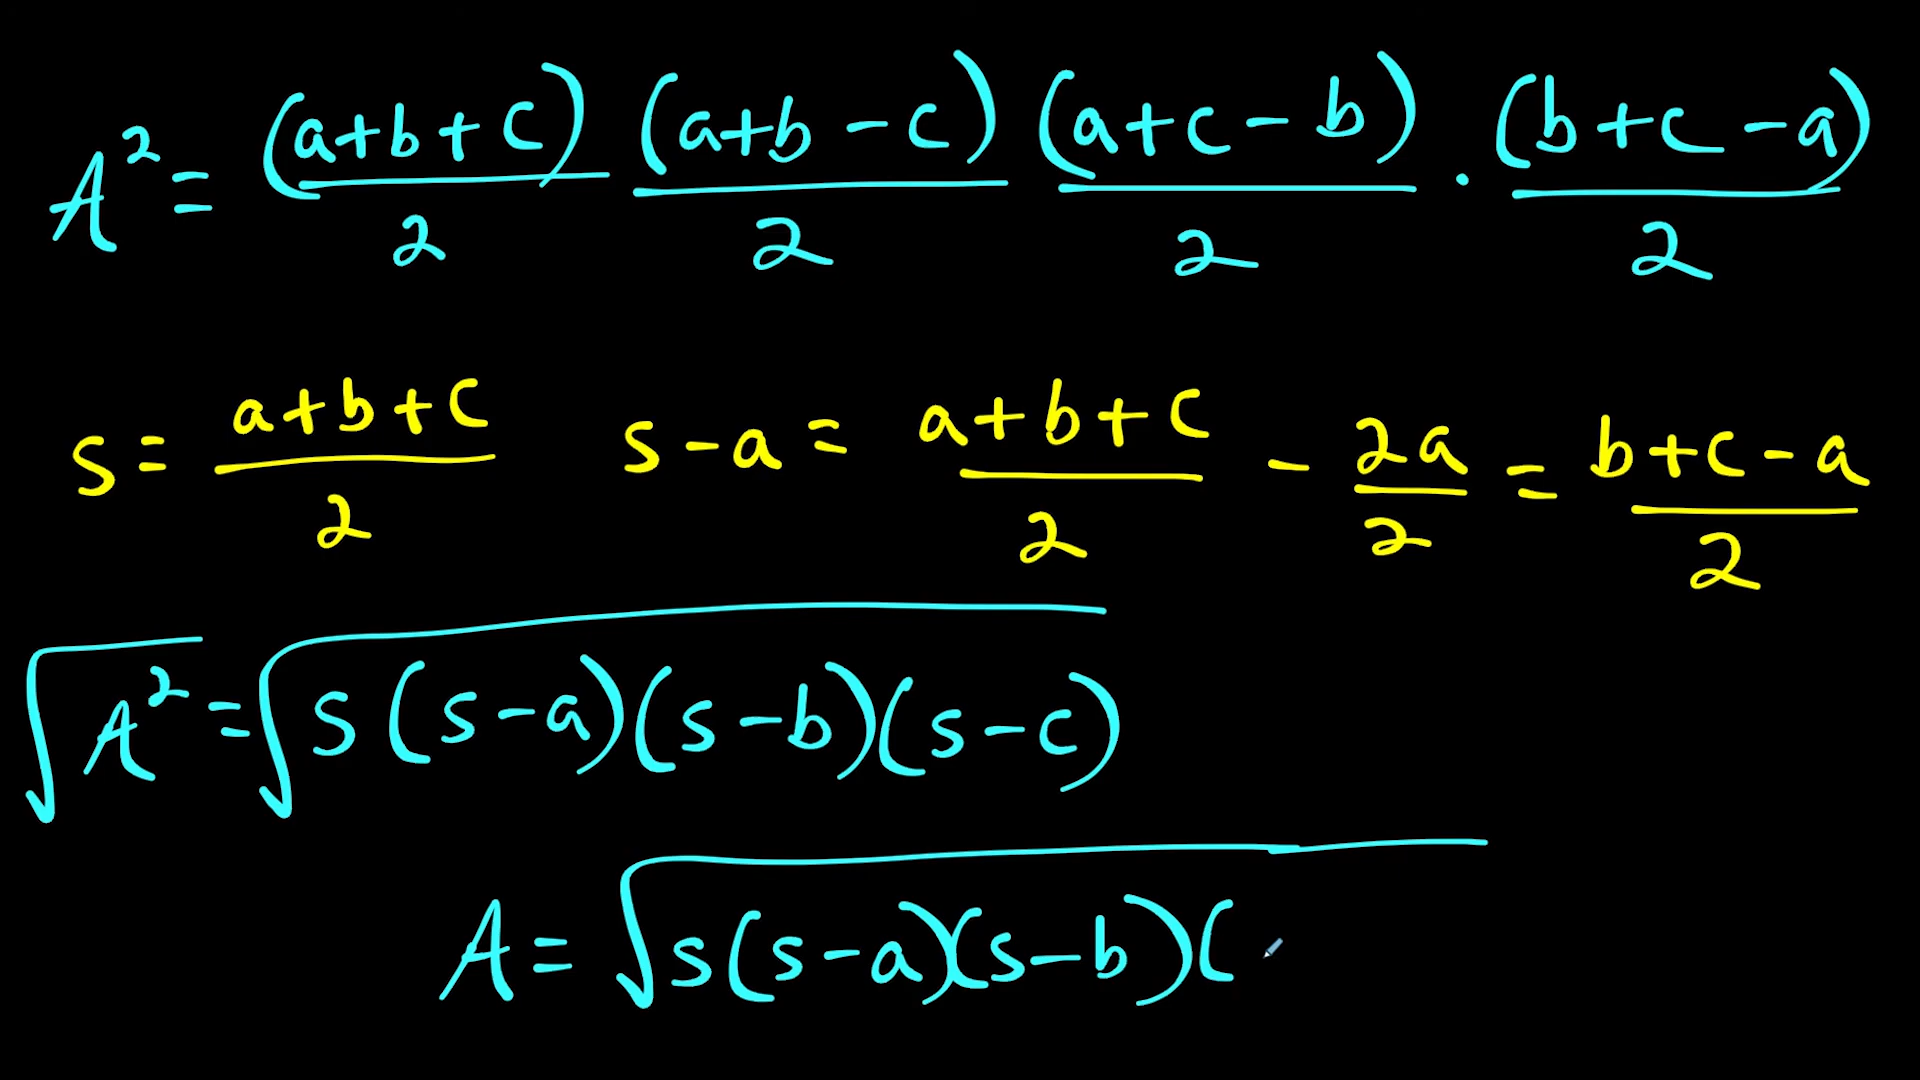 A² = (a+b+c)/2 (a+b-c)/2 (a+c-b)/2 · (b+c-a)/2
s = (a+b+c)/2   s-a = (a+b+c)/2 - 2a/2 = (b+c-a)/2
√A² = √s(s-a)(s-b)(s-c)
A = √s(s-a)(s-b)(